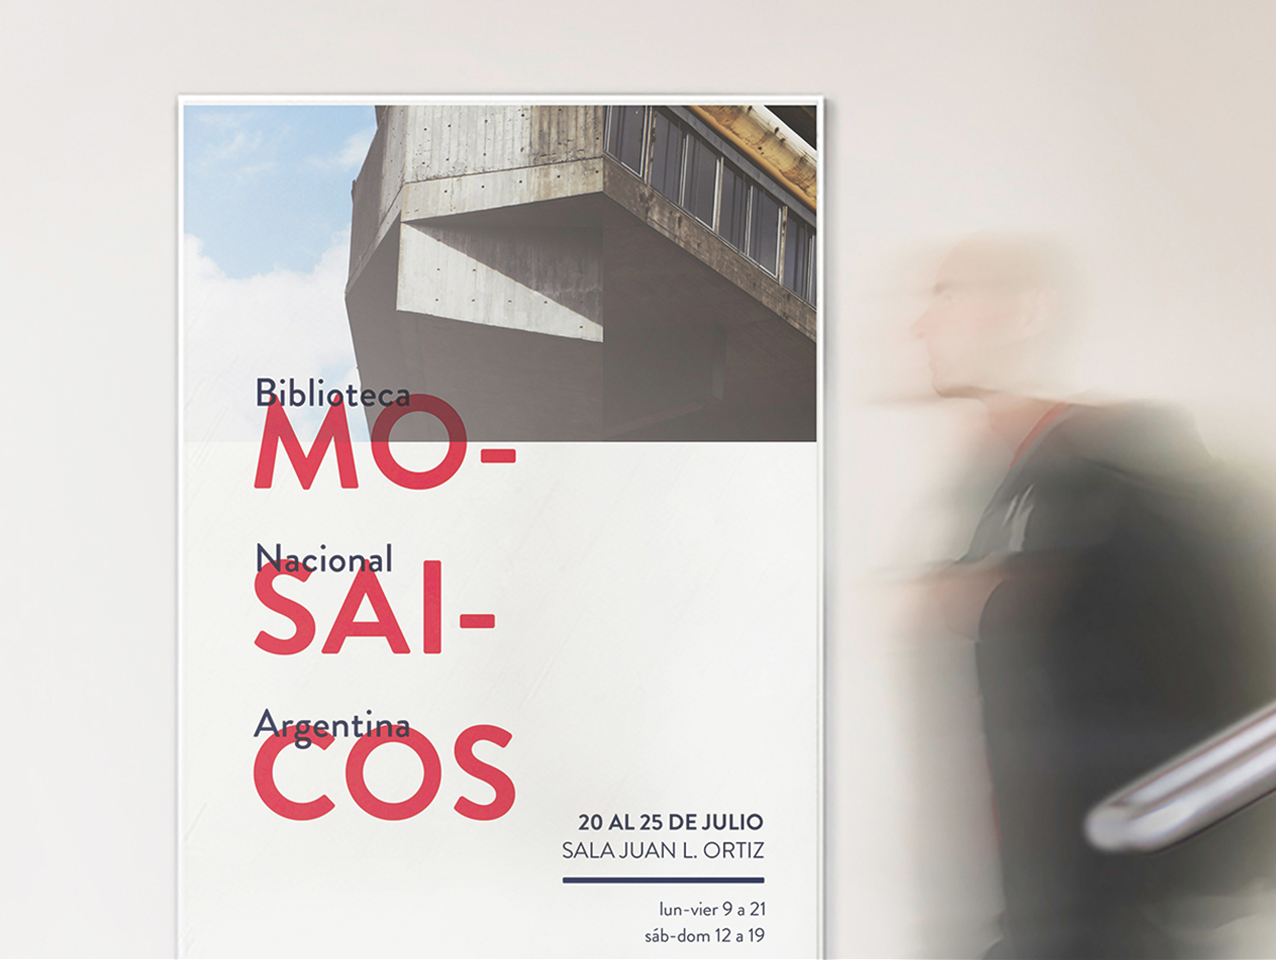 Biblioteca
MO-
Nacional
SAI-
Argentina
COS
20 AL 25 DE JULIO
SALA JUAN L. ORTIZ
lun-vier 9 a 21
sáb-dom 12 a 19